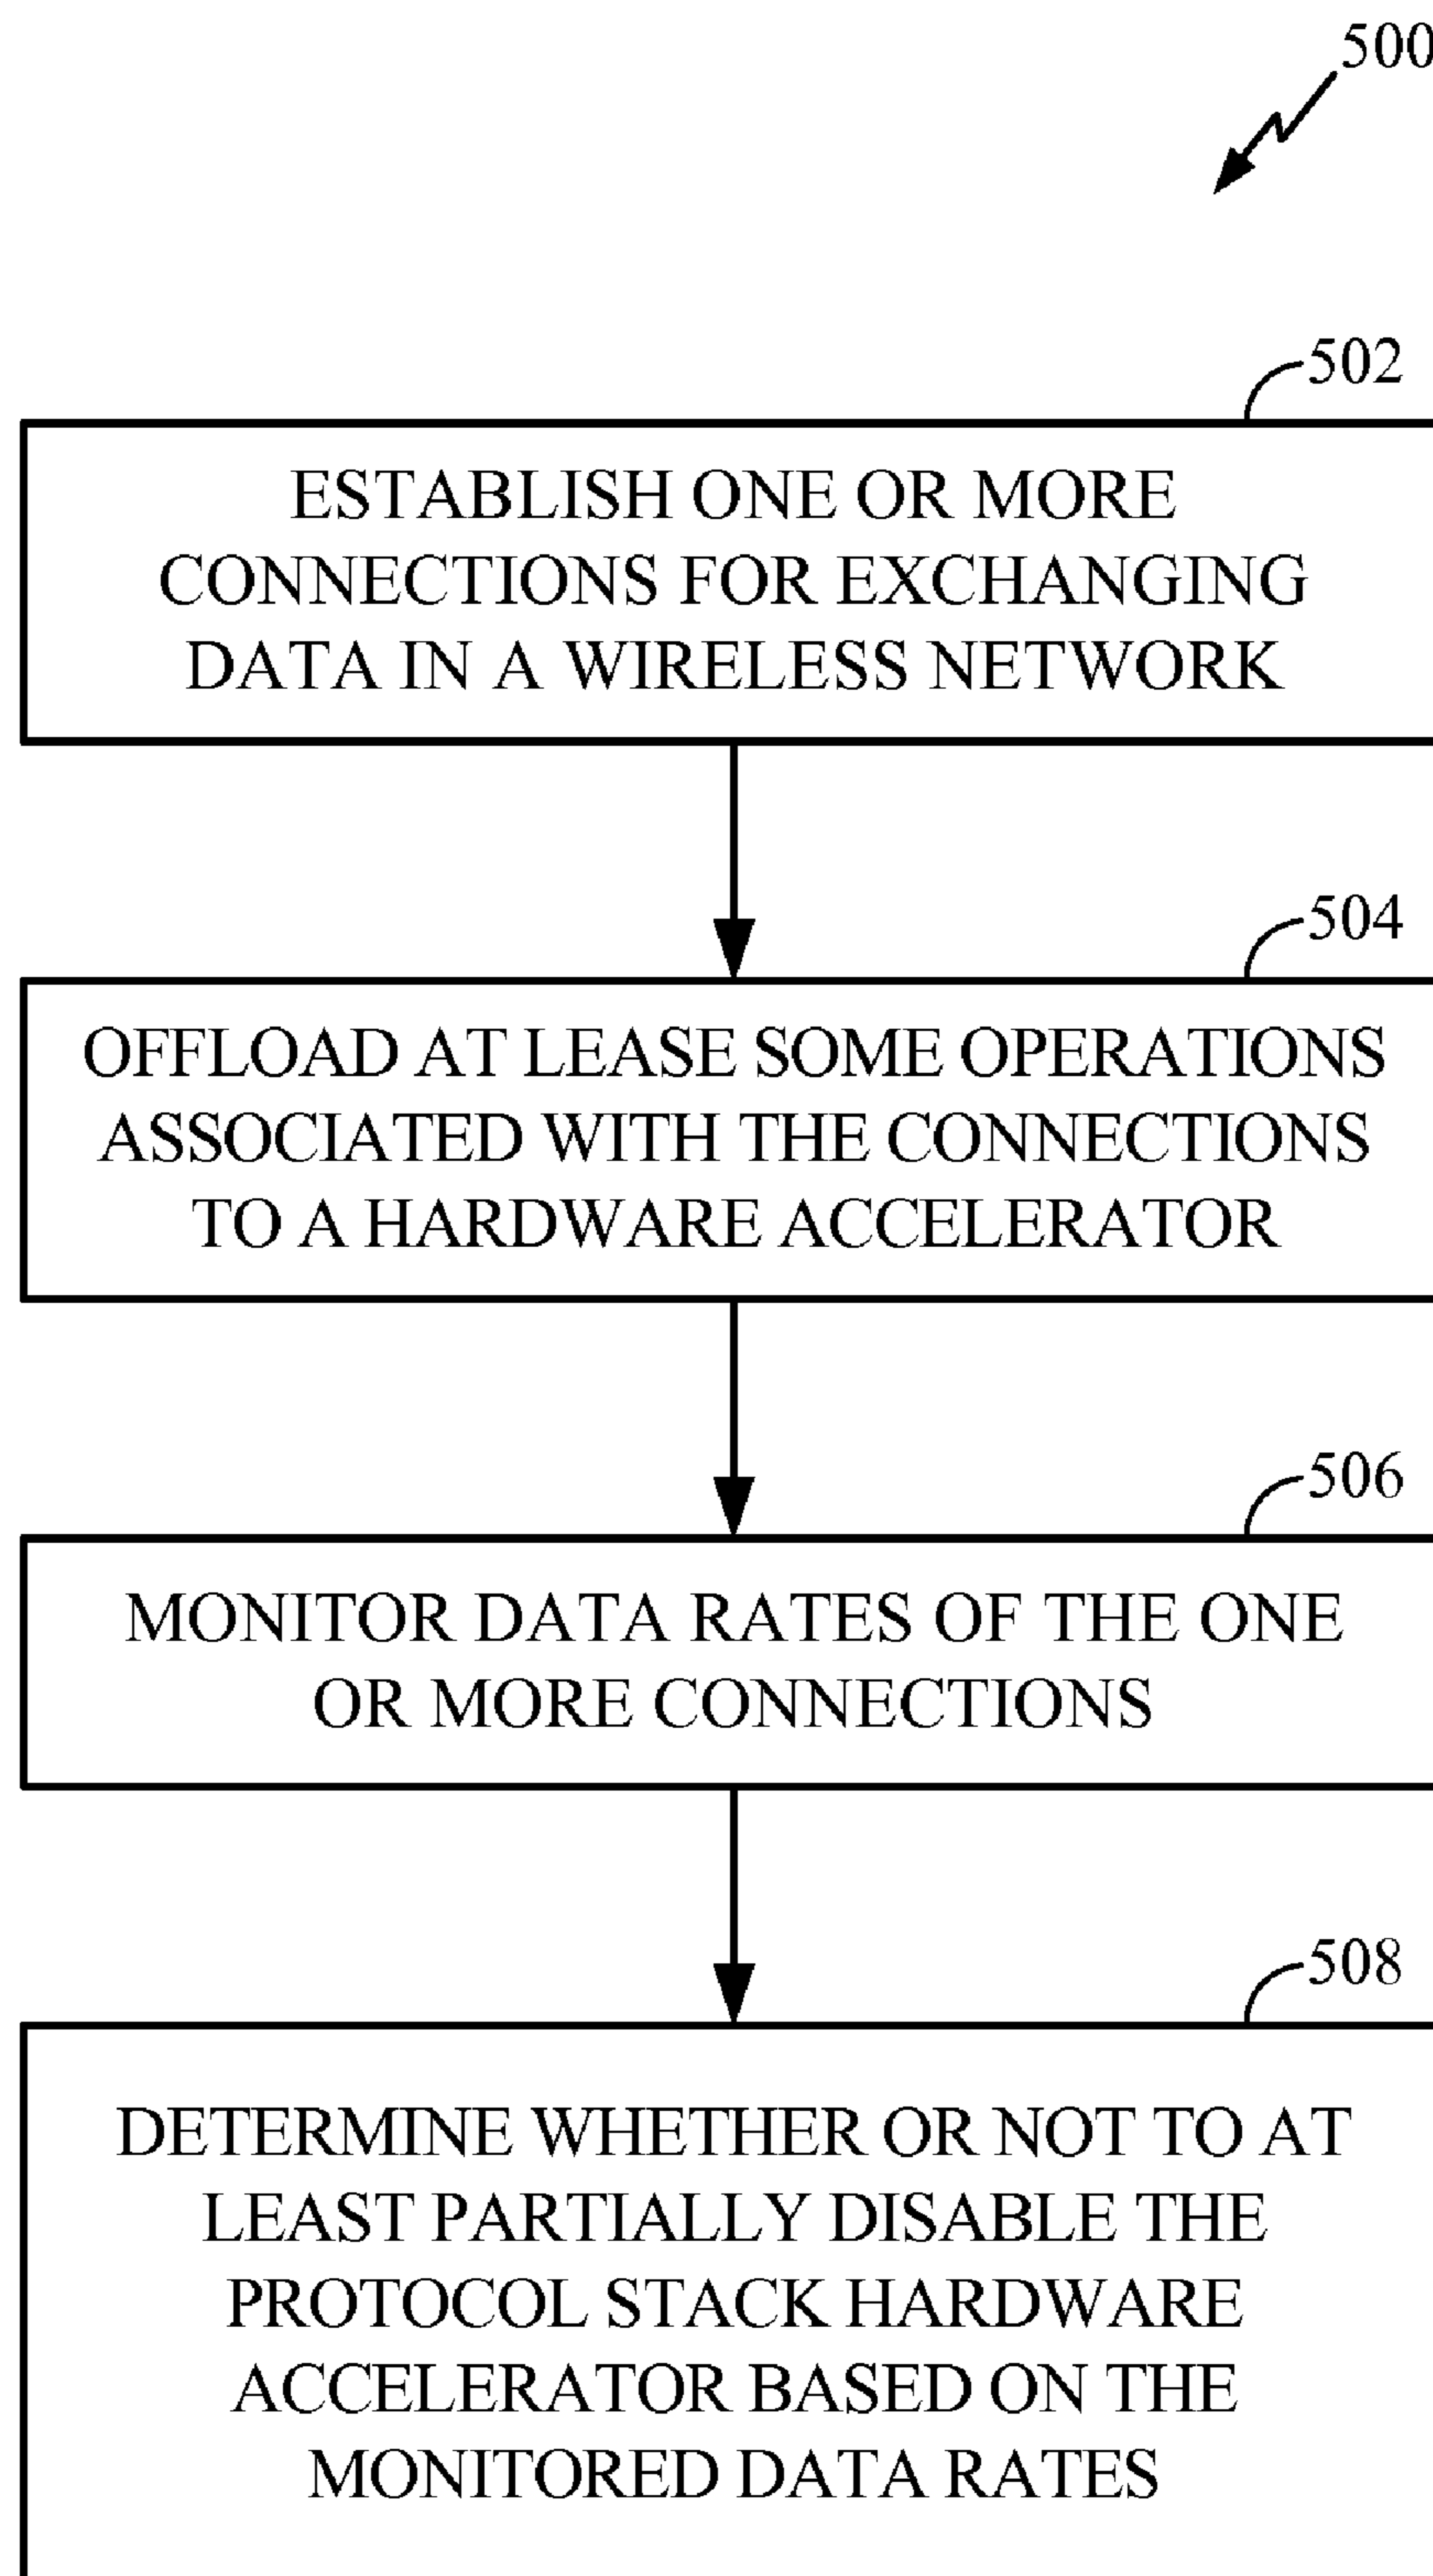 500
502
ESTABLISH ONE OR MORE
CONNECTIONS FOR EXCHANGING
DATA IN A WIRELESS NETWORK
504
OFFLOAD AT LEASE SOME OPERATIONS
ASSOCIATED WITH THE CONNECTIONS
TO A HARDWARE ACCELERATOR
506
MONITOR DATA RATES OF THE ONE
OR MORE CONNECTIONS
508
DETERMINE WHETHER OR NOT TO AT
LEAST PARTIALLY DISABLE THE
PROTOCOL STACK HARDWARE
ACCELERATOR BASED ON THE
MONITORED DATA RATES